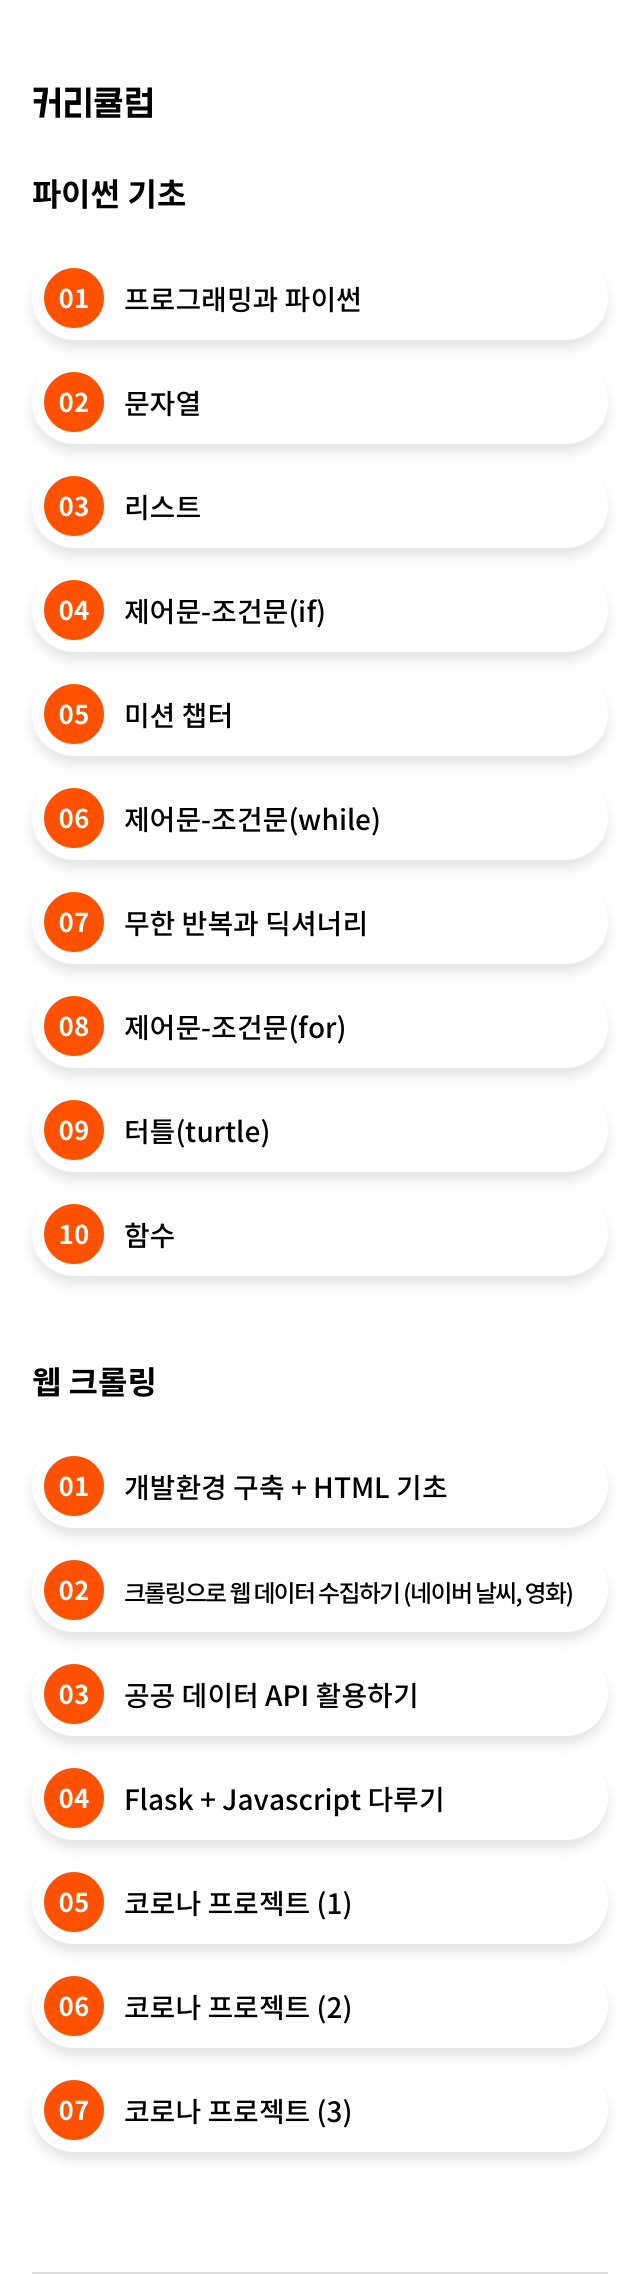 커리큘럼
파이썬 기초
01 프로그래밍과 파이썬
02 문자열
03 리스트
04 제어문-조건문(if)
05 미션 챕터
06 제어문-조건문(while)
07 무한 반복과 딕셔너리
08 제어문-조건문(for)
09 터틀(turtle)
10 함수
웹 크롤링
01 개발환경 구축 + HTML 기초
02 크롤링으로 웹 데이터 수집하기 (네이버 날씨, 영화)
03 공공 데이터 API 활용하기
04 Flask + Javascript 다루기
05 코로나 프로젝트 (1)
06 코로나 프로젝트 (2)
07 코로나 프로젝트 (3)